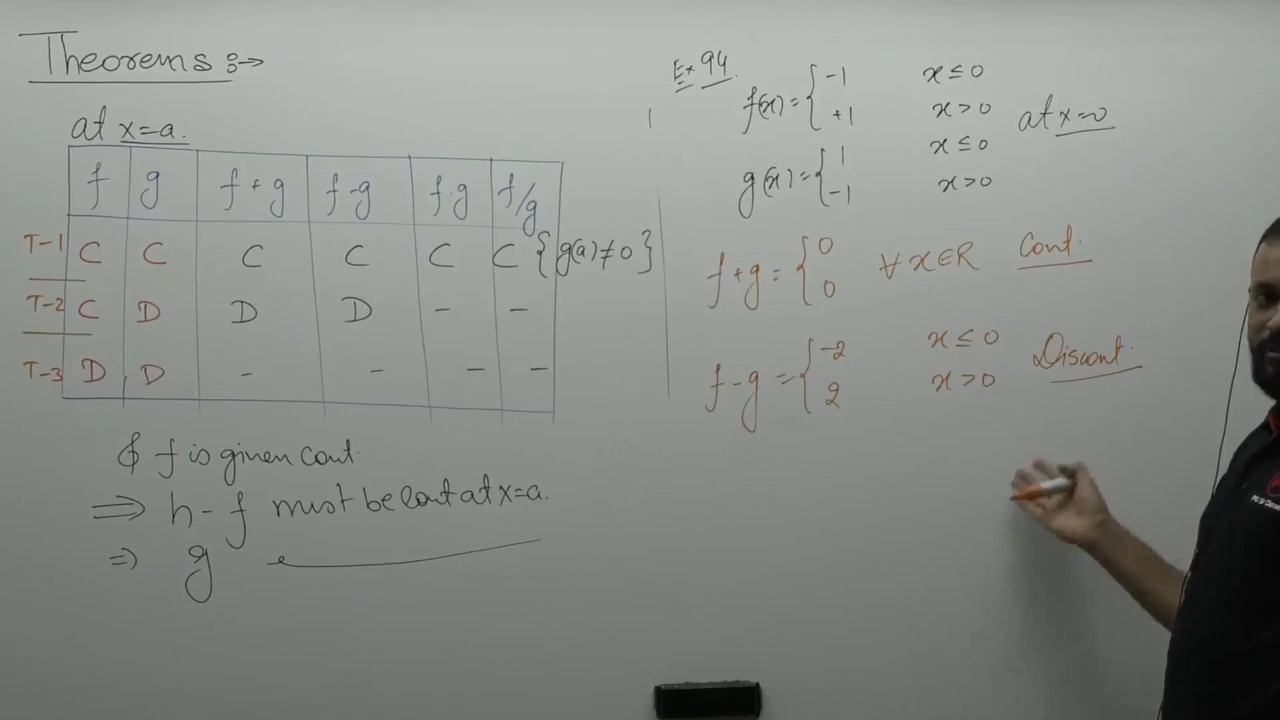 Theorems :→
at x=a.
f g f+g f-g f·g f/g
T-1 C C C C C C {g(a)≠0}
T-2 C D D D - -
T-3 D, D - - - -
& f is given cont.
⇒ h-f must be cont at x=a.
⇒ g
Ex 94.
f(x) = { -1 x≤0
+1 x>0 at x=0
g(x) = { 1 x≤0
-1 x>0
f+g = { 0
0 ∀ x∈R Cont.
f-g = { -2 x≤0
2 x>0 Discont.